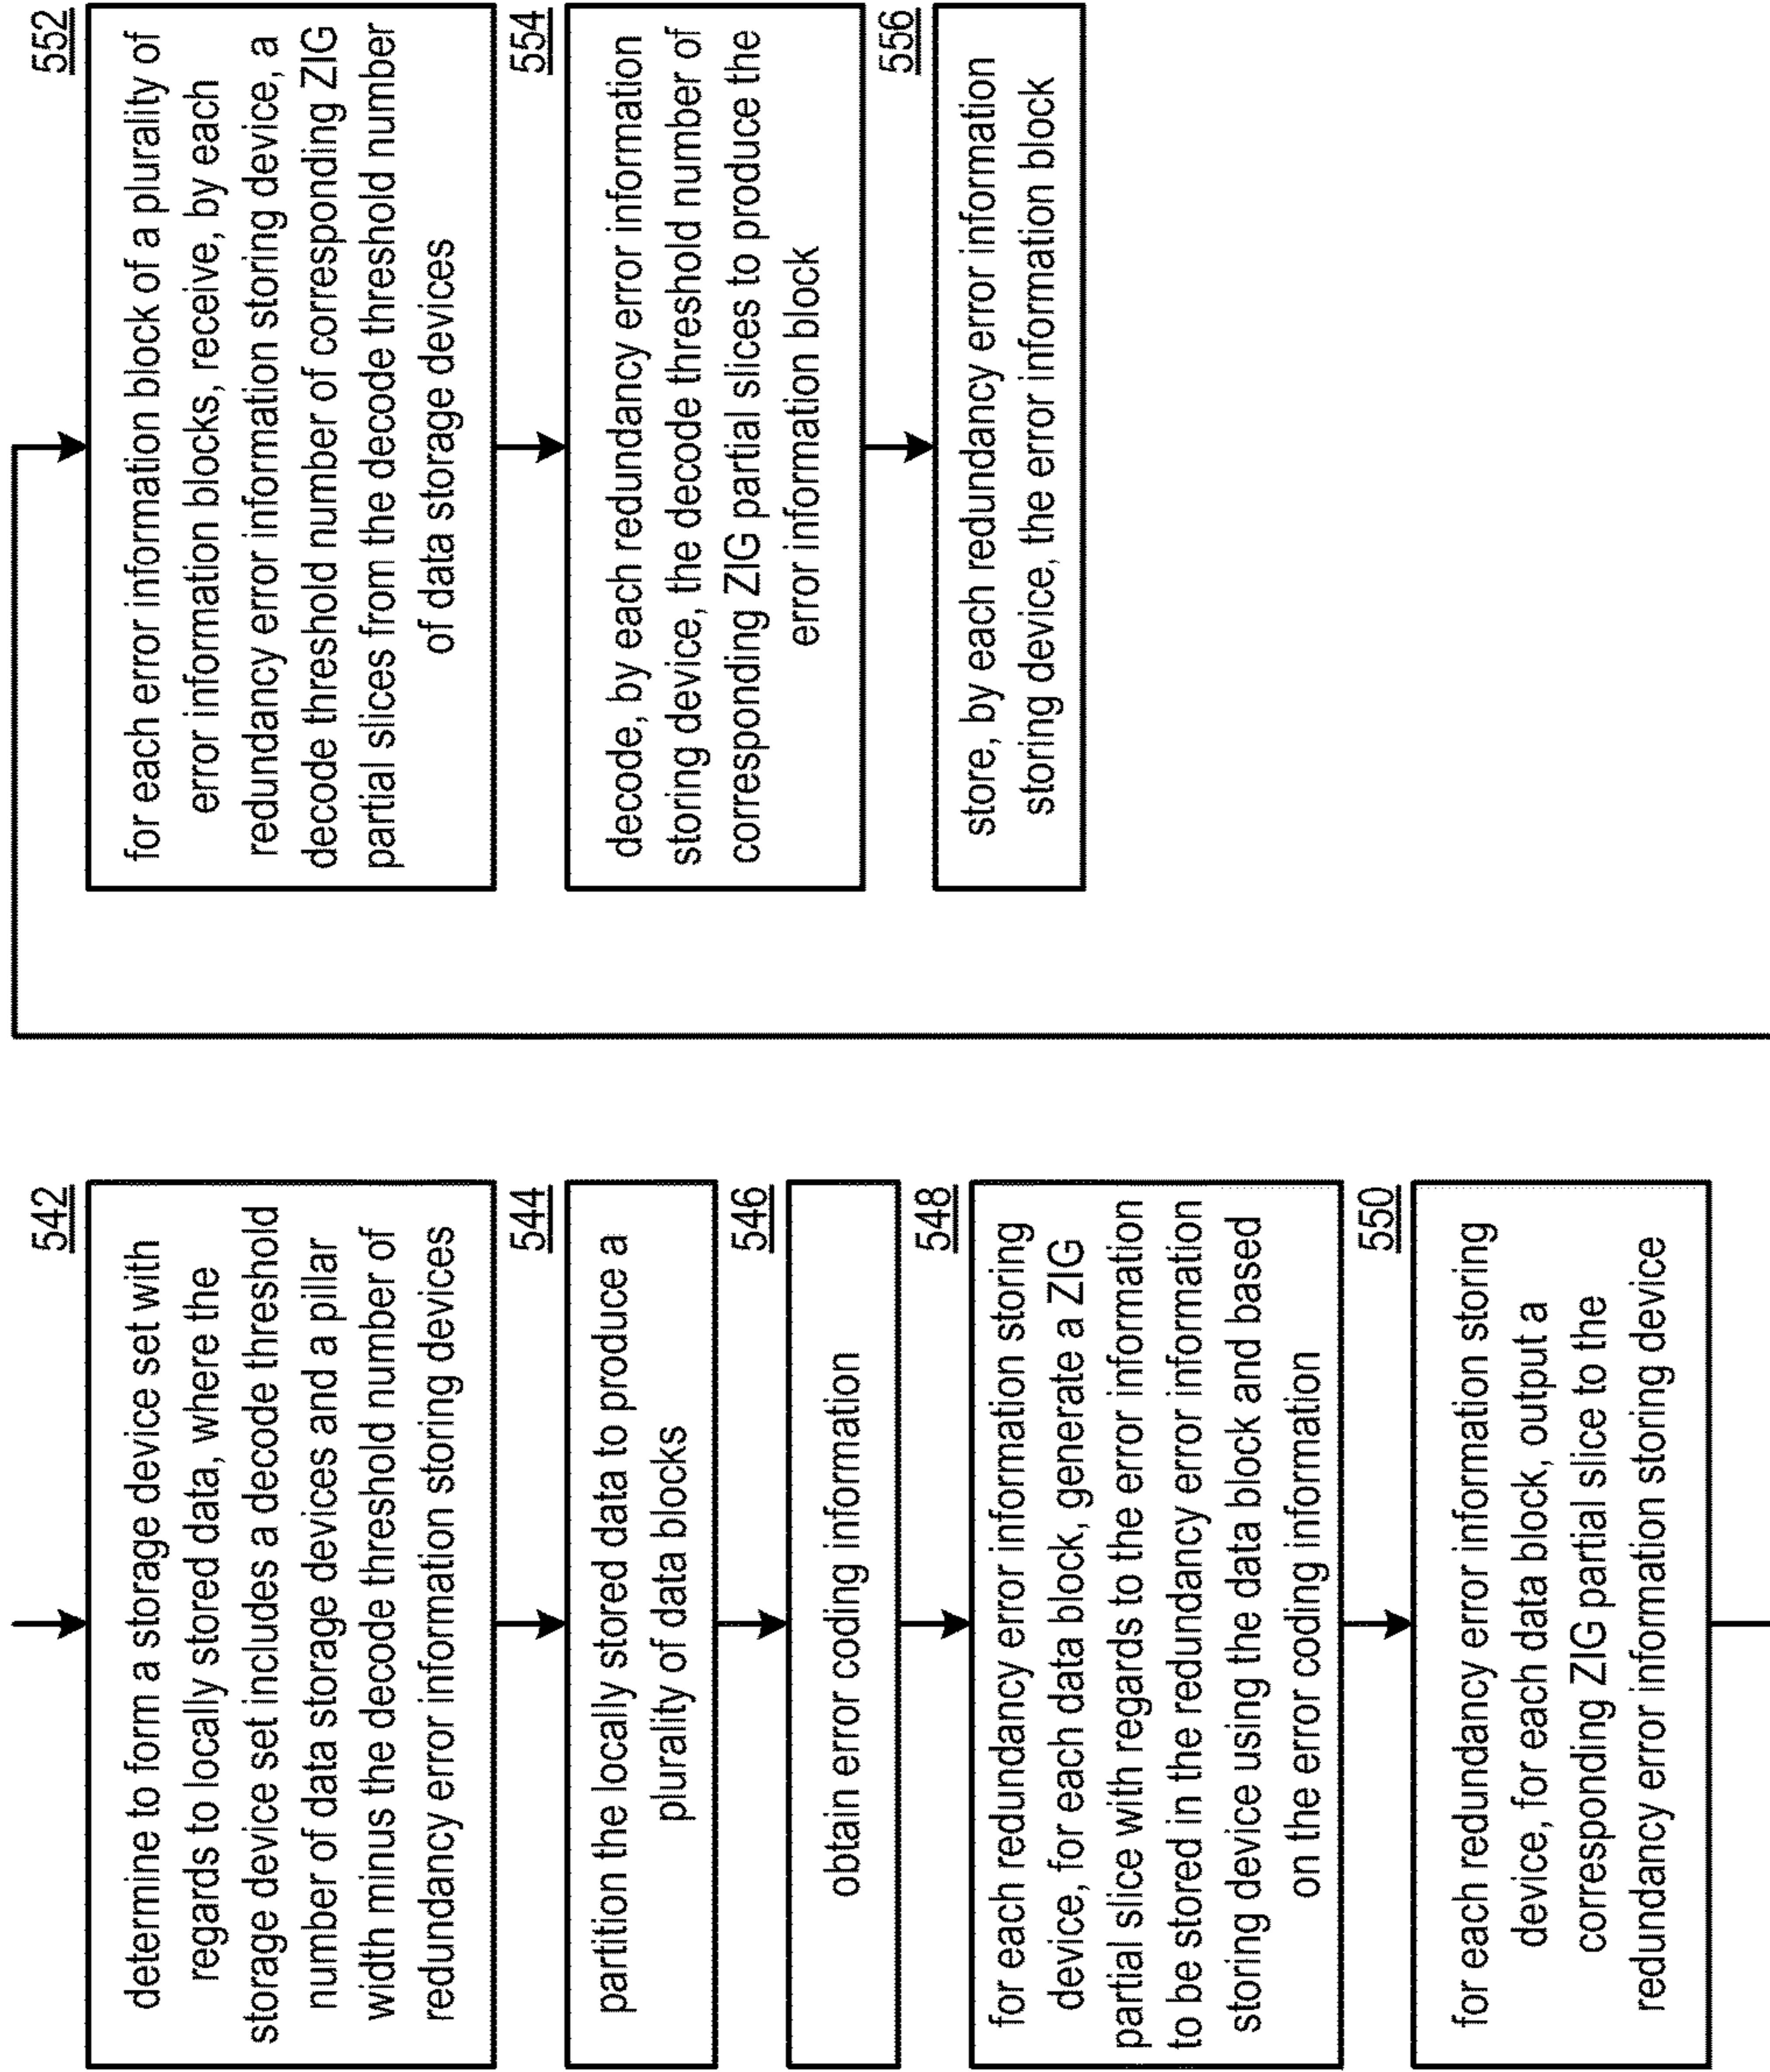 542
determine to form a storage device set with
regards to locally stored data, where the
storage device set includes a decode threshold
number of data storage devices and a pillar
width minus the decode threshold number of
redundancy error information storing devices
544
partition the locally stored data to produce a
plurality of data blocks
546
obtain error coding information
548
for each redundancy error information storing
device, for each data block, generate a ZIG
partial slice with regards to the error information
to be stored in the redundancy error information
storing device using the data block and based
on the error coding information
550
for each redundancy error information storing
device, for each data block, output a
corresponding ZIG partial slice to the
redundancy error information storing device
552
for each error information block of a plurality of
error information blocks, receive, by each
redundancy error information storing device, a
decode threshold number of corresponding ZIG
partial slices from the decode threshold number
of data storage devices
554
decode, by each redundancy error information
storing device, the decode threshold number of
corresponding ZIG partial slices to produce the
error information block
556
store, by each redundancy error information
storing device, the error information block